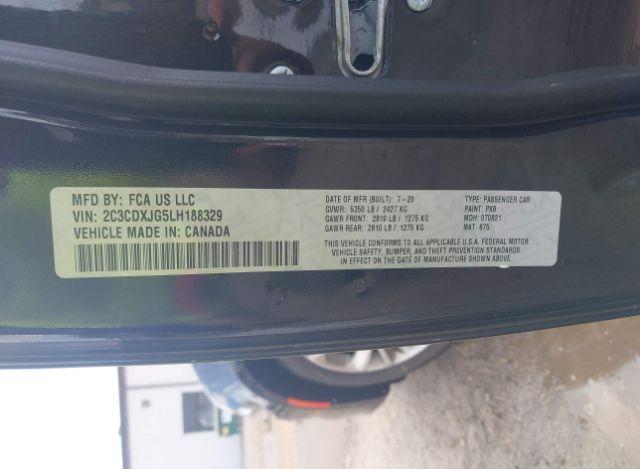 MFD BY: FCA US LLC
VIN: 2C3CDXJG5LH188329
VEHICLE MADE IN: CANADA
DATE OF MFR (BUILT): 7-20
GVWR: 5350 LB / 2427 KG
GAWR FRONT: 2810 LB / 1275 KG
GAWR REAR: 2810 LB / 1275 KG
TYPE: PASSENGER CAR
PAINT: PX8
MDH: 070821
MKT: 875
THIS VEHICLE CONFORMS TO ALL APPLICABLE U.S.A. FEDERAL MOTOR
VEHICLE SAFETY, BUMPER, AND THEFT PREVENTION STANDARDS
IN EFFECT ON THE DATE OF MANUFACTURE SHOWN ABOVE.